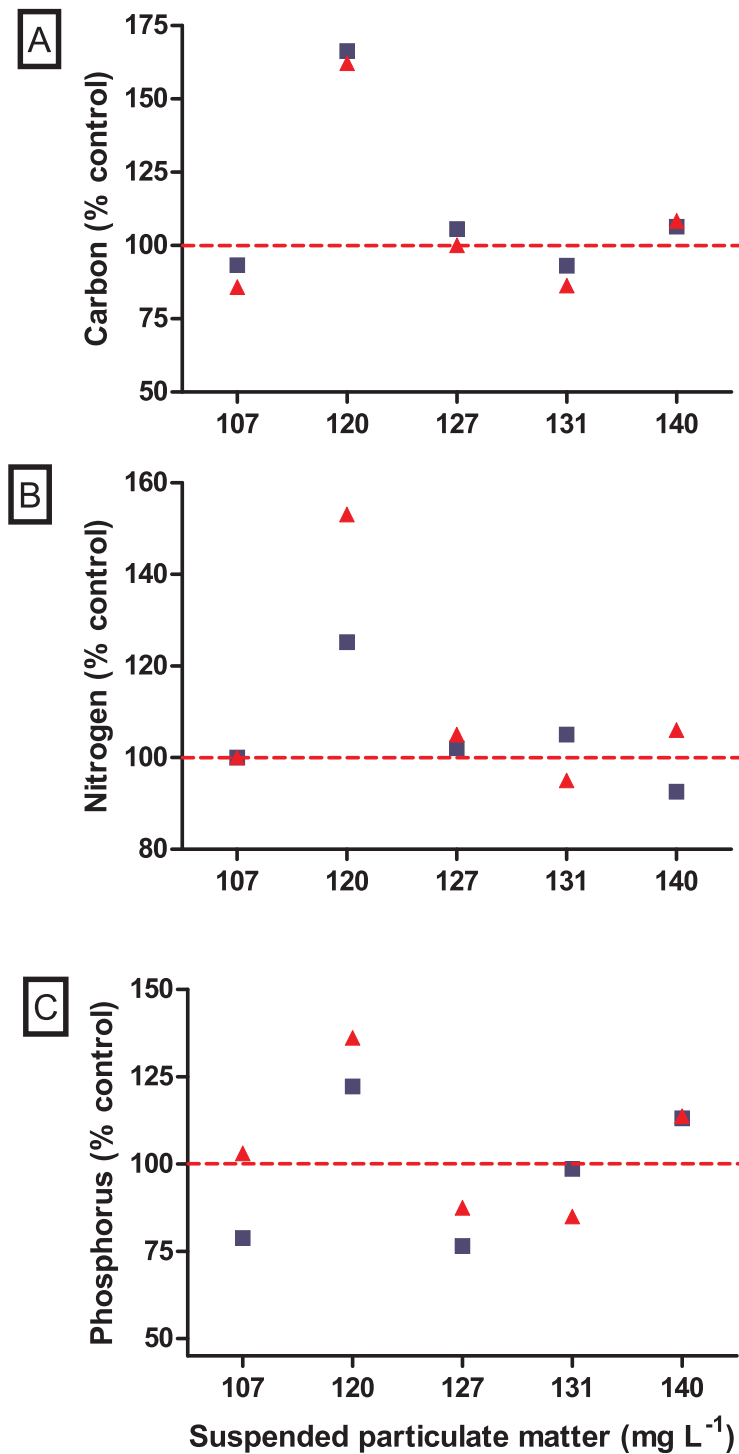 A
Carbon (% control)
175
150
125
100
75
50
107 120 127 131 140
B
Nitrogen (% control)
160
140
120
100
80
107 120 127 131 140
C
Phosphorus (% control)
150
125
100
75
50
107 120 127 131 140
Suspended particulate matter (mg L⁻¹)